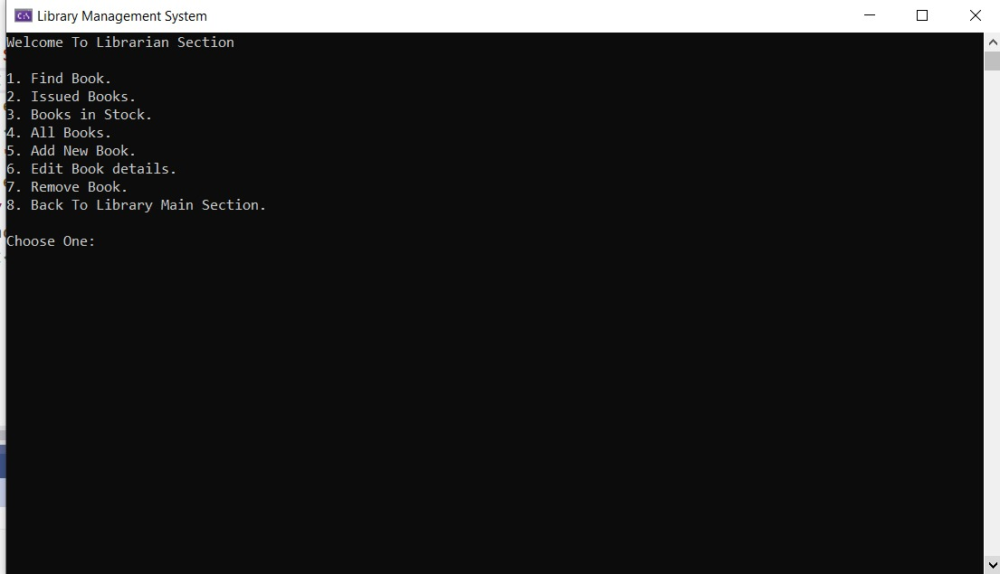 Library Management System
Welcome To Librarian Section
1. Find Book.
2. Issued Books.
3. Books in Stock.
4. All Books.
5. Add New Book.
6. Edit Book details.
7. Remove Book.
8. Back To Library Main Section.
Choose One: